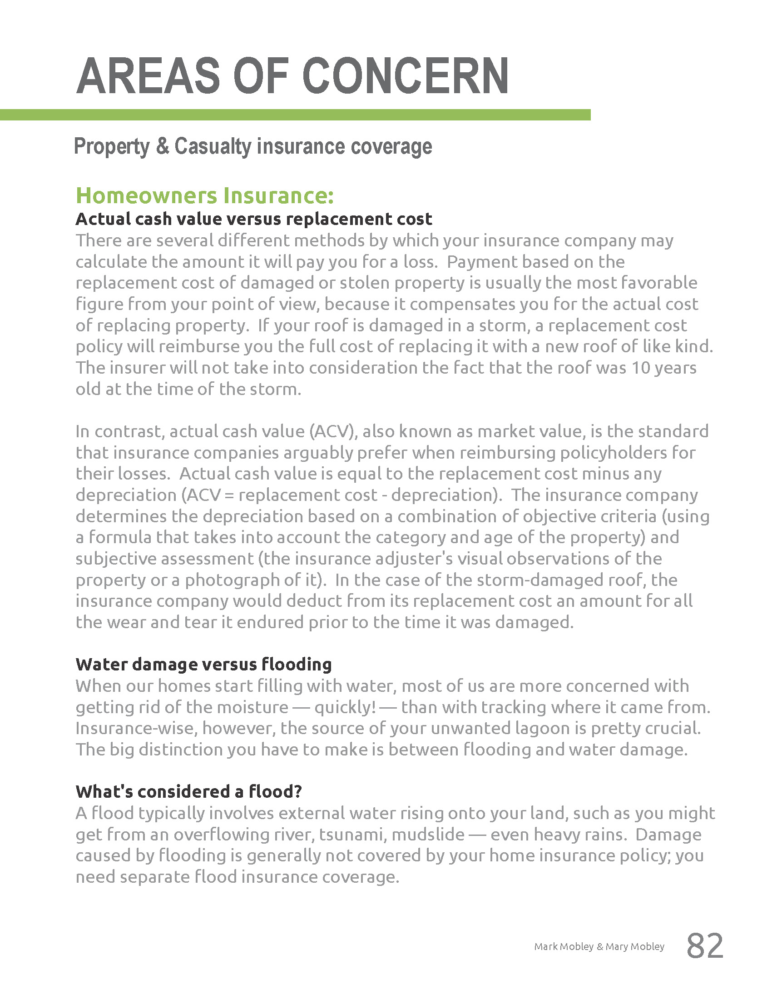 AREAS OF CONCERN
Property & Casualty insurance coverage
Homeowners Insurance:
Actual cash value versus replacement cost
There are several different methods by which your insurance company may
calculate the amount it will pay you for a loss.  Payment based on the
replacement cost of damaged or stolen property is usually the most favorable
figure from your point of view, because it compensates you for the actual cost
of replacing property.  If your roof is damaged in a storm, a replacement cost
policy will reimburse you the full cost of replacing it with a new roof of like kind.
The insurer will not take into consideration the fact that the roof was 10 years
old at the time of the storm.
In contrast, actual cash value (ACV), also known as market value, is the standard
that insurance companies arguably prefer when reimbursing policyholders for
their losses.  Actual cash value is equal to the replacement cost minus any
depreciation (ACV = replacement cost - depreciation).  The insurance company
determines the depreciation based on a combination of objective criteria (using
a formula that takes into account the category and age of the property) and
subjective assessment (the insurance adjuster's visual observations of the
property or a photograph of it).  In the case of the storm-damaged roof, the
insurance company would deduct from its replacement cost an amount for all
the wear and tear it endured prior to the time it was damaged.
Water damage versus flooding
When our homes start filling with water, most of us are more concerned with
getting rid of the moisture — quickly! — than with tracking where it came from.
Insurance-wise, however, the source of your unwanted lagoon is pretty crucial.
The big distinction you have to make is between flooding and water damage.
What's considered a flood?
A flood typically involves external water rising onto your land, such as you might
get from an overflowing river, tsunami, mudslide — even heavy rains.  Damage
caused by flooding is generally not covered by your home insurance policy; you
need separate flood insurance coverage.
Mark Mobley & Mary Mobley 82